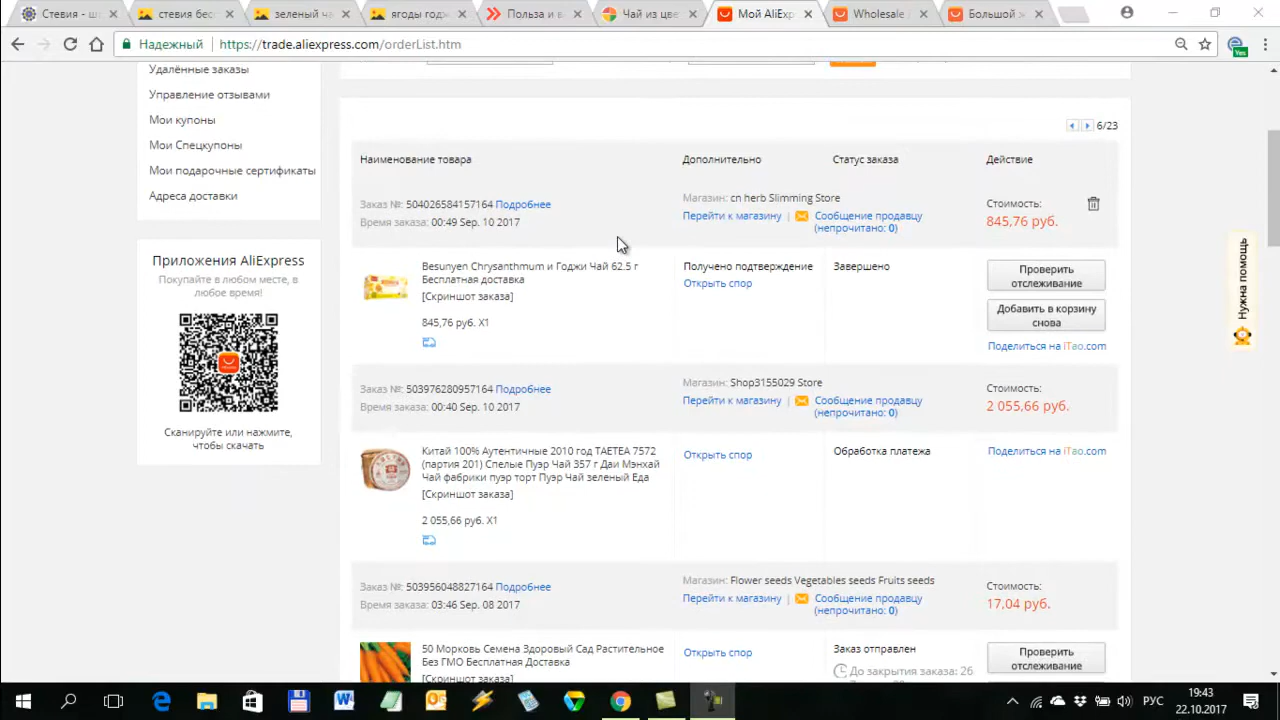 Стевия - ш
стевия бес
зеленый ча
ягоды годж
Польза и в
Чай из цве
Мой AliExp
Wholesale
Большой э
Надежный
https://trade.aliexpress.com/orderList.htm
Yes
Удалённые заказы
Управление отзывами
Мои купоны
Мои Спецкупоны
Мои подарочные сертификаты
Адреса доставки
Приложения AliExpress
Покупайте в любом месте, в
любое время!
Сканируйте или нажмите,
чтобы скачать
6/23
Наименование товара
Дополнительно
Статус заказа
Действие
Заказ №: 504026584157164 Подробнее
Время заказа: 00:49 Sep. 10 2017
Магазин: cn herb Slimming Store
Перейти к магазину | Сообщение продавцу
(непрочитано: 0)
Стоимость:
845,76 руб.
Besunyen Chrysanthmum и Годжи Чай 62.5 г
Бесплатная доставка
[Скриншот заказа]
845,76 руб. X1
Получено подтверждение
Открыть спор
Завершено
Проверить
отслеживание
Добавить в корзину
снова
Поделиться на iTao.com
Заказ №: 503976280957164 Подробнее
Время заказа: 00:40 Sep. 10 2017
Магазин: Shop3155029 Store
Перейти к магазину | Сообщение продавцу
(непрочитано: 0)
Стоимость:
2 055,66 руб.
Китай 100% Аутентичные 2010 год TAETEA 7572
(партия 201) Спелые Пуэр Чай 357 г Даи Мэнхай
Чай фабрики пуэр торт Пуэр Чай зеленый Еда
[Скриншот заказа]
2 055,66 руб. X1
Открыть спор
Обработка платежа
Поделиться на iTao.com
Заказ №: 503956048827164 Подробнее
Время заказа: 03:46 Sep. 08 2017
Магазин: Flower seeds Vegetables seeds Fruits seeds
Перейти к магазину | Сообщение продавцу
(непрочитано: 0)
Стоимость:
17,04 руб.
50 Морковь Семена Здоровый Сад Растительное
Без ГМО Бесплатная Доставка
[Скриншот заказа]
Открыть спор
Заказ отправлен
До закрытия заказа: 26
Проверить
отслеживание
Нужна помощь
РУС
19:43
22.10.2017